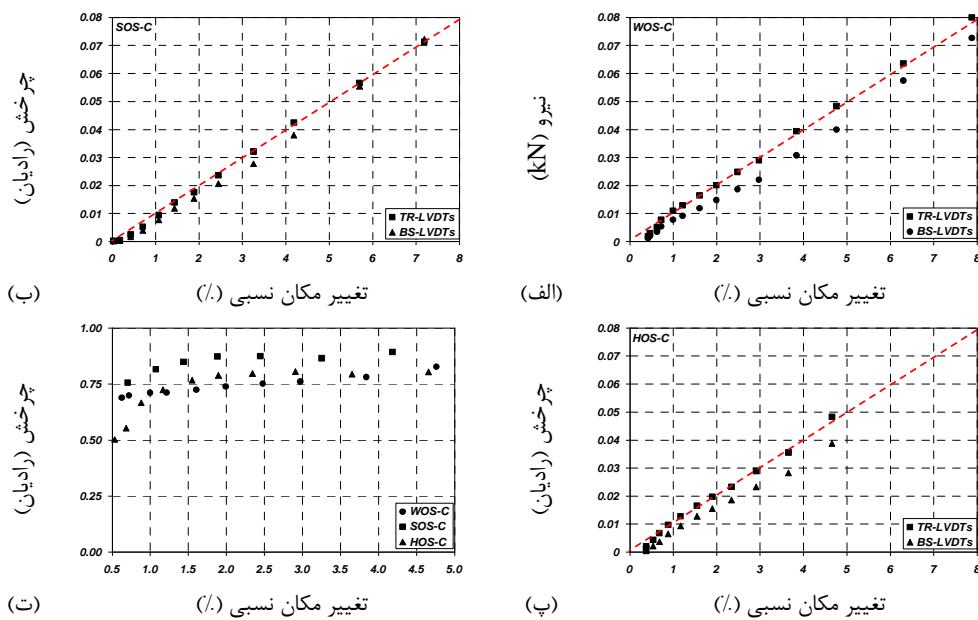 WOS-C
0.08
0.07
0.06
0.05
0.04
0.03
0.02
0.01
0
نیرو (kN)
TR-LVDTs
BS-LVDTs
0 1 2 3 4 5 6 7 8
تغییر مکان نسبی (٪)
(الف)
SOS-C
0.08
0.07
0.06
0.05
0.04
0.03
0.02
0.01
0
چرخش (رادیان)
TR-LVDTs
BS-LVDTs
0 1 2 3 4 5 6 7 8
تغییر مکان نسبی (٪)
(ب)
HOS-C
0.08
0.07
0.06
0.05
0.04
0.03
0.02
0.01
0
چرخش (رادیان)
TR-LVDTs
BS-LVDTs
0 1 2 3 4 5 6 7 8
تغییر مکان نسبی (٪)
(پ)
1.00
0.75
0.50
0.25
0.00
چرخش (رادیان)
WOS-C
SOS-C
HOS-C
0.5 1.0 1.5 2.0 2.5 3.0 3.5 4.0 4.5 5.0
تغییر مکان نسبی (٪)
(ت)